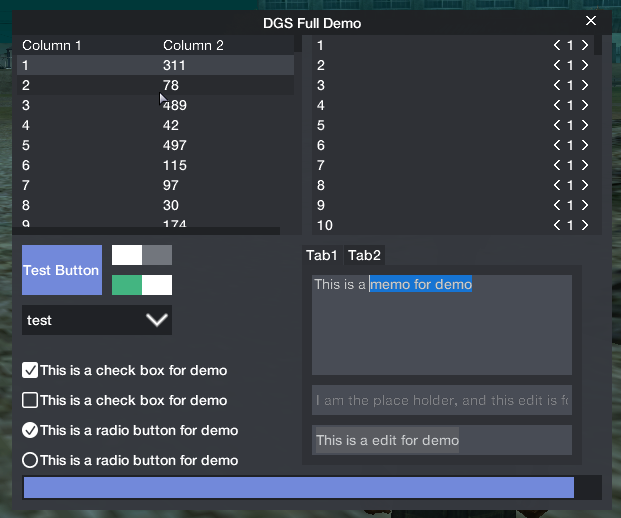 DGS Full Demo
Column 1 Column 2
1 311
2 78
3 489
4 42
5 497
6 115
7 97
8 30
9 174
1 < 1 >
2 < 1 >
3 < 1 >
4 < 1 >
5 < 1 >
6 < 1 >
7 < 1 >
8 < 1 >
9 < 1 >
10 < 1 >
Test Button
test
This is a check box for demo
This is a check box for demo
This is a radio button for demo
This is a radio button for demo
Tab1 Tab2
This is a memo for demo
I am the place holder, and this edit is fo
This is a edit for demo